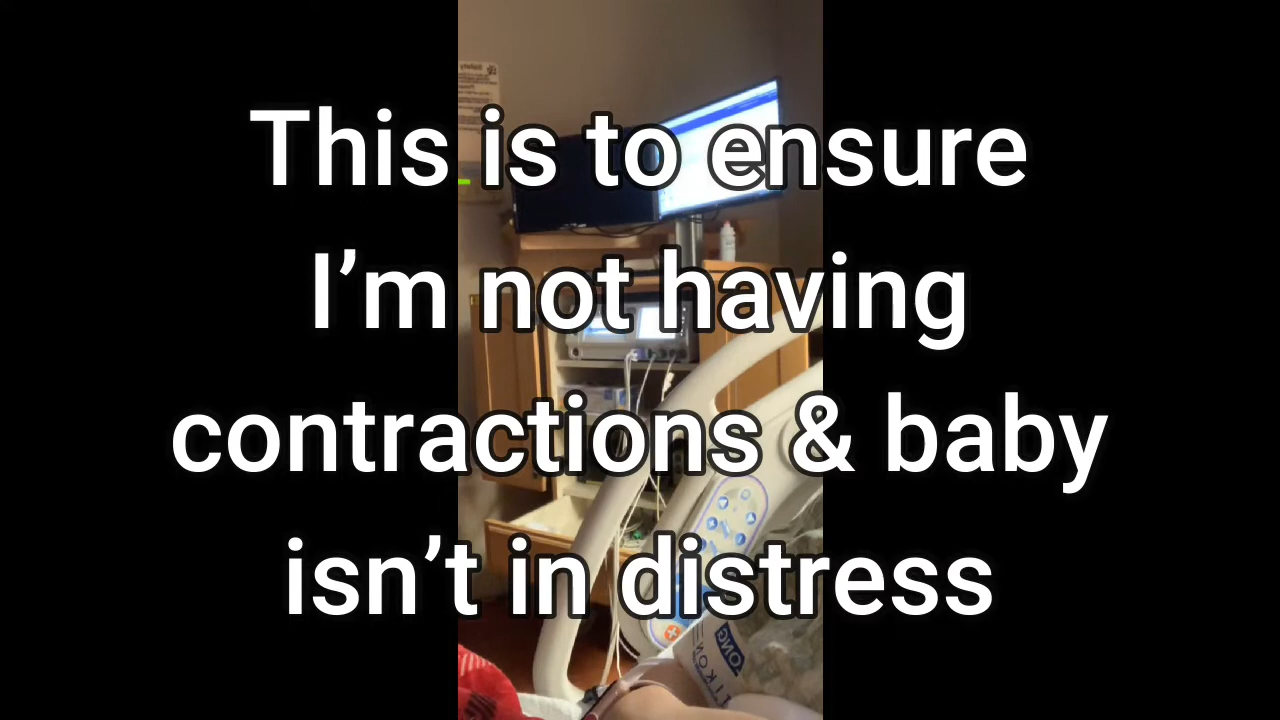 This is to ensure
I’m not having
contractions & baby
isn’t in distress